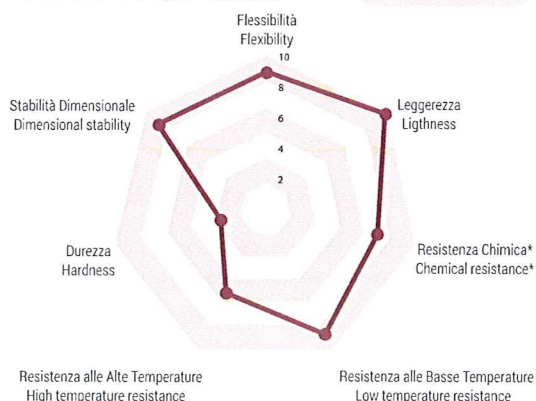 Flessibilità
Flexibility
10
8
6
4
2
Leggerezza
Ligthness
Resistenza Chimica*
Chemical resistance*
Resistenza alle Basse Temperature
Low temperature resistance
Resistenza alle Alte Temperature
High temperature resistance
Durezza
Hardness
Stabilità Dimensionale
Dimensional stability